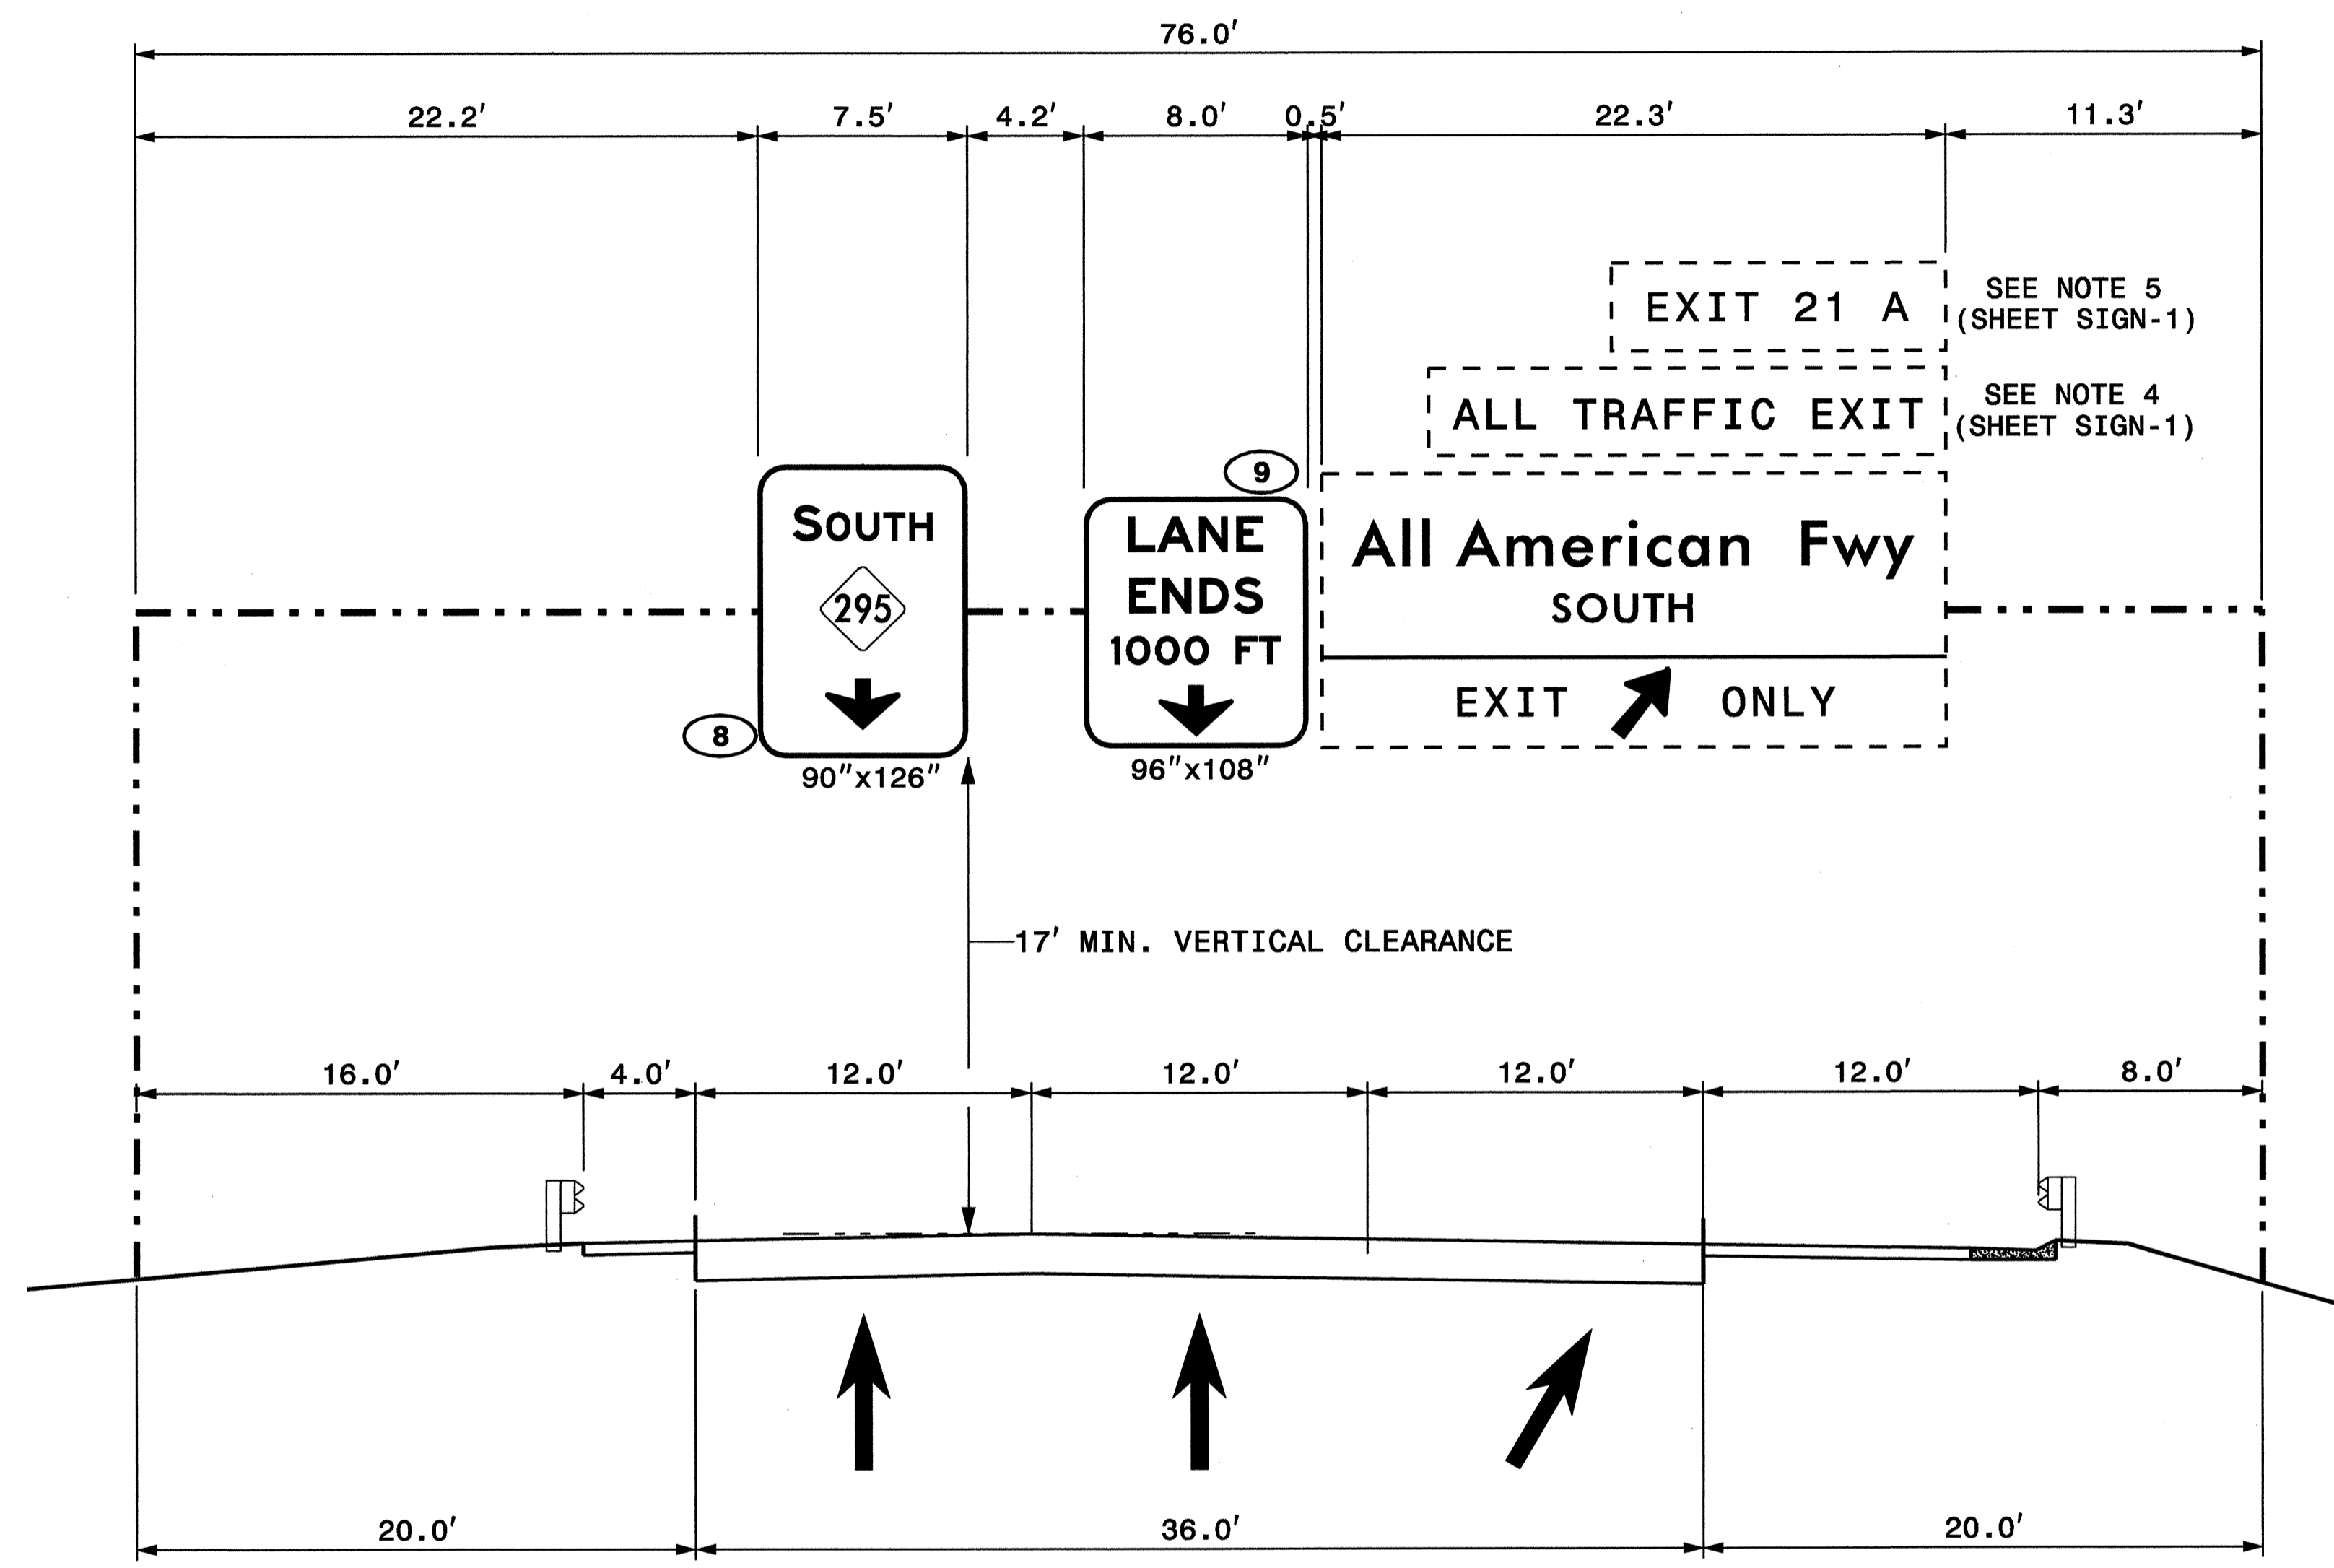 76.0'
22.2' 7.5' 4.2' 8.0' 0.5' 22.3' 11.3'
EXIT 21 A
SEE NOTE 5
(SHEET SIGN-1)
ALL TRAFFIC EXIT
SEE NOTE 4
(SHEET SIGN-1)
SOUTH
295
8
90"x126"
9
LANE
ENDS
1000 FT
96"x108"
All American Fwy
SOUTH
EXIT ONLY
17' MIN. VERTICAL CLEARANCE
16.0' 4.0' 12.0' 12.0' 12.0' 12.0' 8.0'
20.0' 36.0' 20.0'